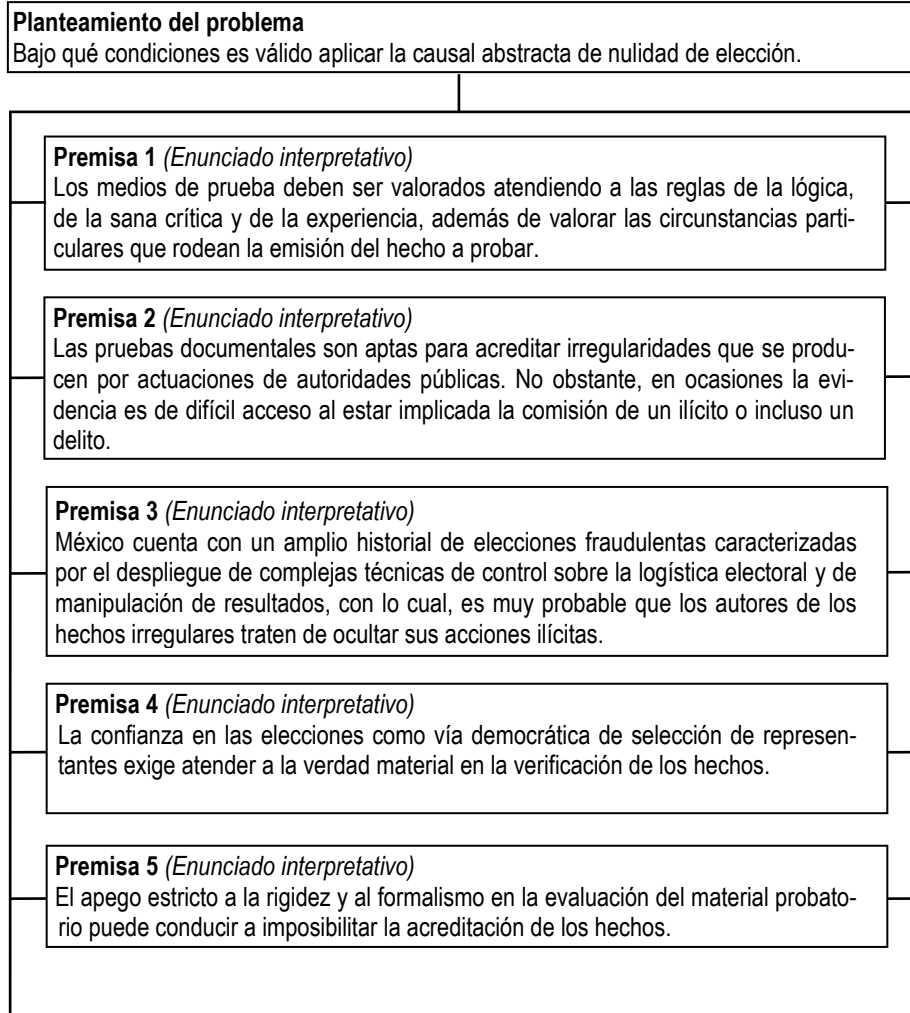 Planteamiento del problema
Bajo qué condiciones es válido aplicar la causal abstracta de nulidad de elección.
Premisa 1 (Enunciado interpretativo)
Los medios de prueba deben ser valorados atendiendo a las reglas de la lógica,
de la sana crítica y de la experiencia, además de valorar las circunstancias parti-
culares que rodean la emisión del hecho a probar.
Premisa 2 (Enunciado interpretativo)
Las pruebas documentales son aptas para acreditar irregularidades que se produ-
cen por actuaciones de autoridades públicas. No obstante, en ocasiones la evi-
dencia es de difícil acceso al estar implicada la comisión de un ilícito o incluso un
delito.
Premisa 3 (Enunciado interpretativo)
México cuenta con un amplio historial de elecciones fraudulentas caracterizadas
por el despliegue de complejas técnicas de control sobre la logística electoral y de
manipulación de resultados, con lo cual, es muy probable que los autores de los
hechos irregulares traten de ocultar sus acciones ilícitas.
Premisa 4 (Enunciado interpretativo)
La confianza en las elecciones como vía democrática de selección de represen-
tantes exige atender a la verdad material en la verificación de los hechos.
Premisa 5 (Enunciado interpretativo)
El apego estricto a la rigidez y al formalismo en la evaluación del material probato-
rio puede conducir a imposibilitar la acreditación de los hechos.